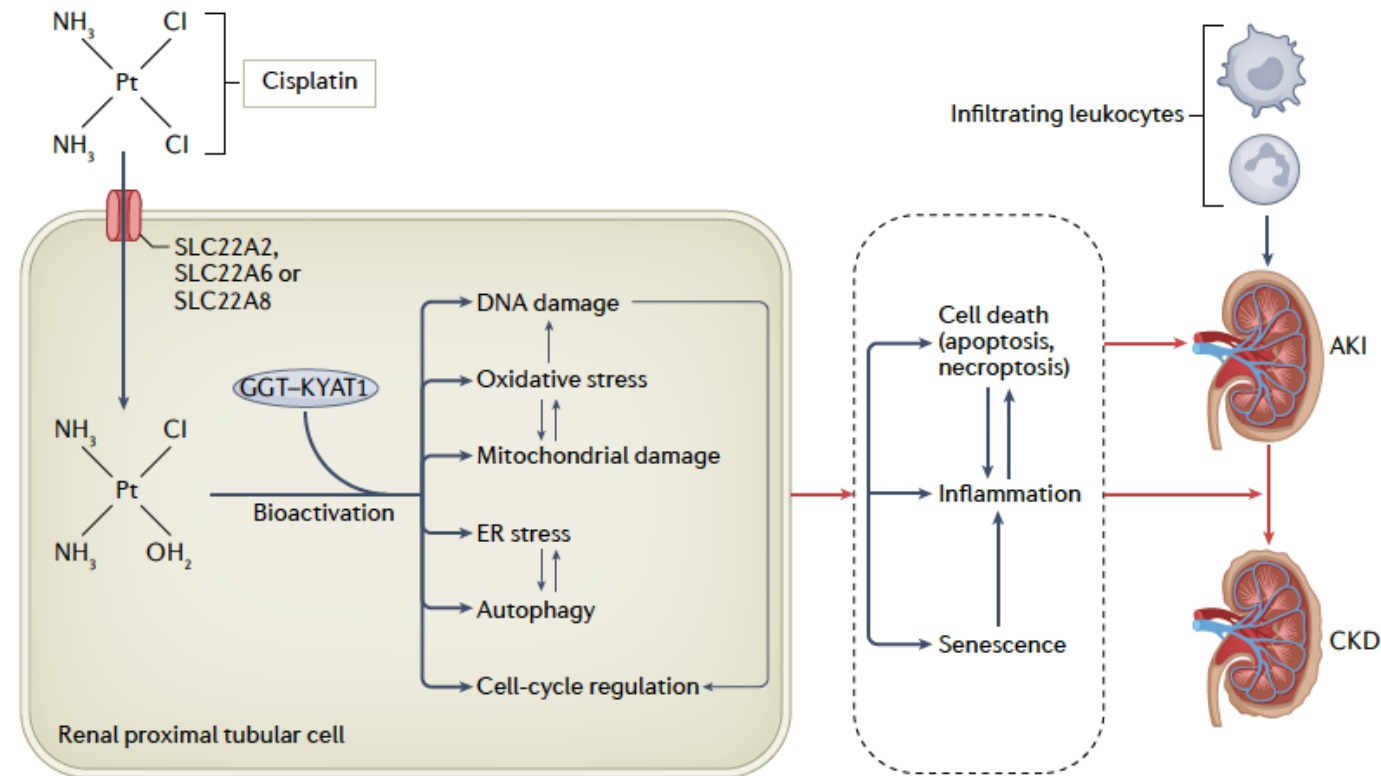 NH3 Cl
Pt
NH3 Cl
Cisplatin
SLC22A2,
SLC22A6 or
SLC22A8
NH3 Cl
Pt
NH3 OH2
GGT–KYAT1
Bioactivation
DNA damage
Oxidative stress
Mitochondrial damage
ER stress
Autophagy
Cell-cycle regulation
Renal proximal tubular cell
Cell death
(apoptosis,
necroptosis)
Inflammation
Senescence
Infiltrating leukocytes
AKI
CKD